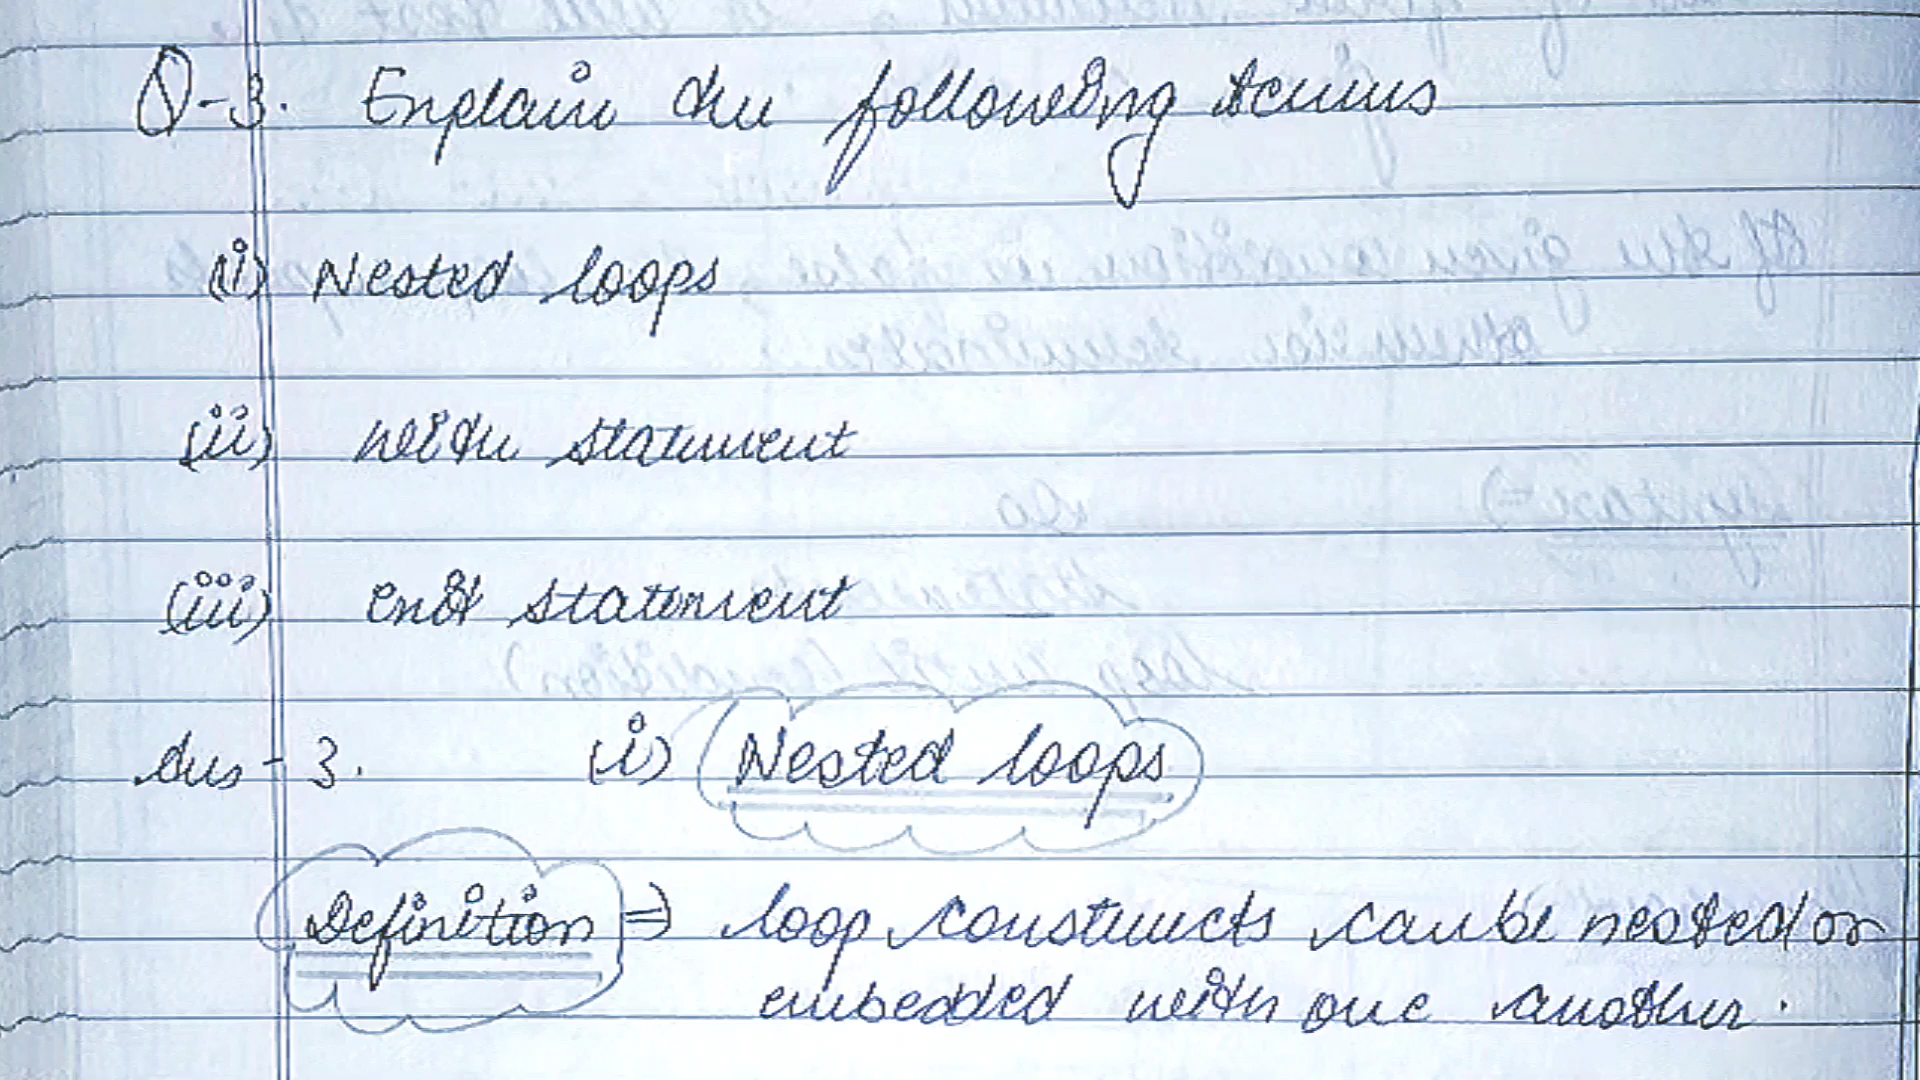 Q-3. Explain the following terms
(i) Nested loops
(ii) with statement
(iii) exit statement
Ans-3. (i) Nested loops
Definition ⇒ loop constructs can be nested or
embedded with one another.